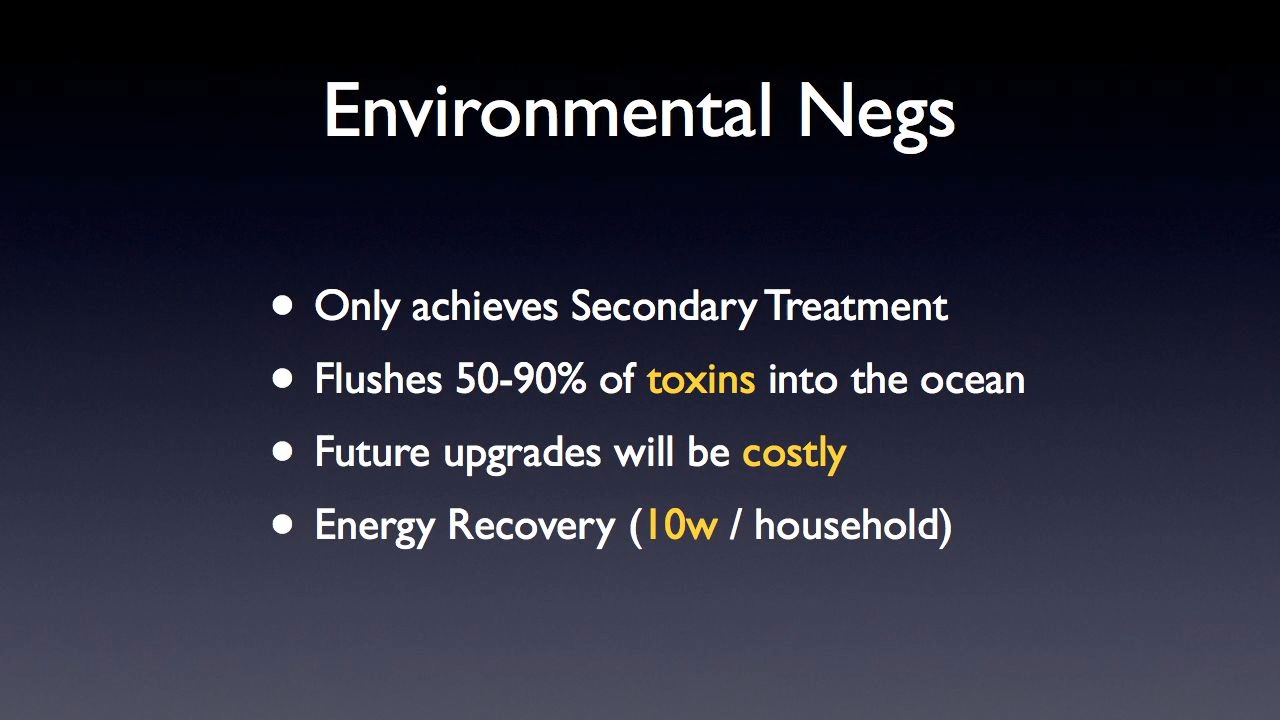 Environmental Negs
• Only achieves Secondary Treatment
• Flushes 50-90% of toxins into the ocean
• Future upgrades will be costly
• Energy Recovery (10w / household)